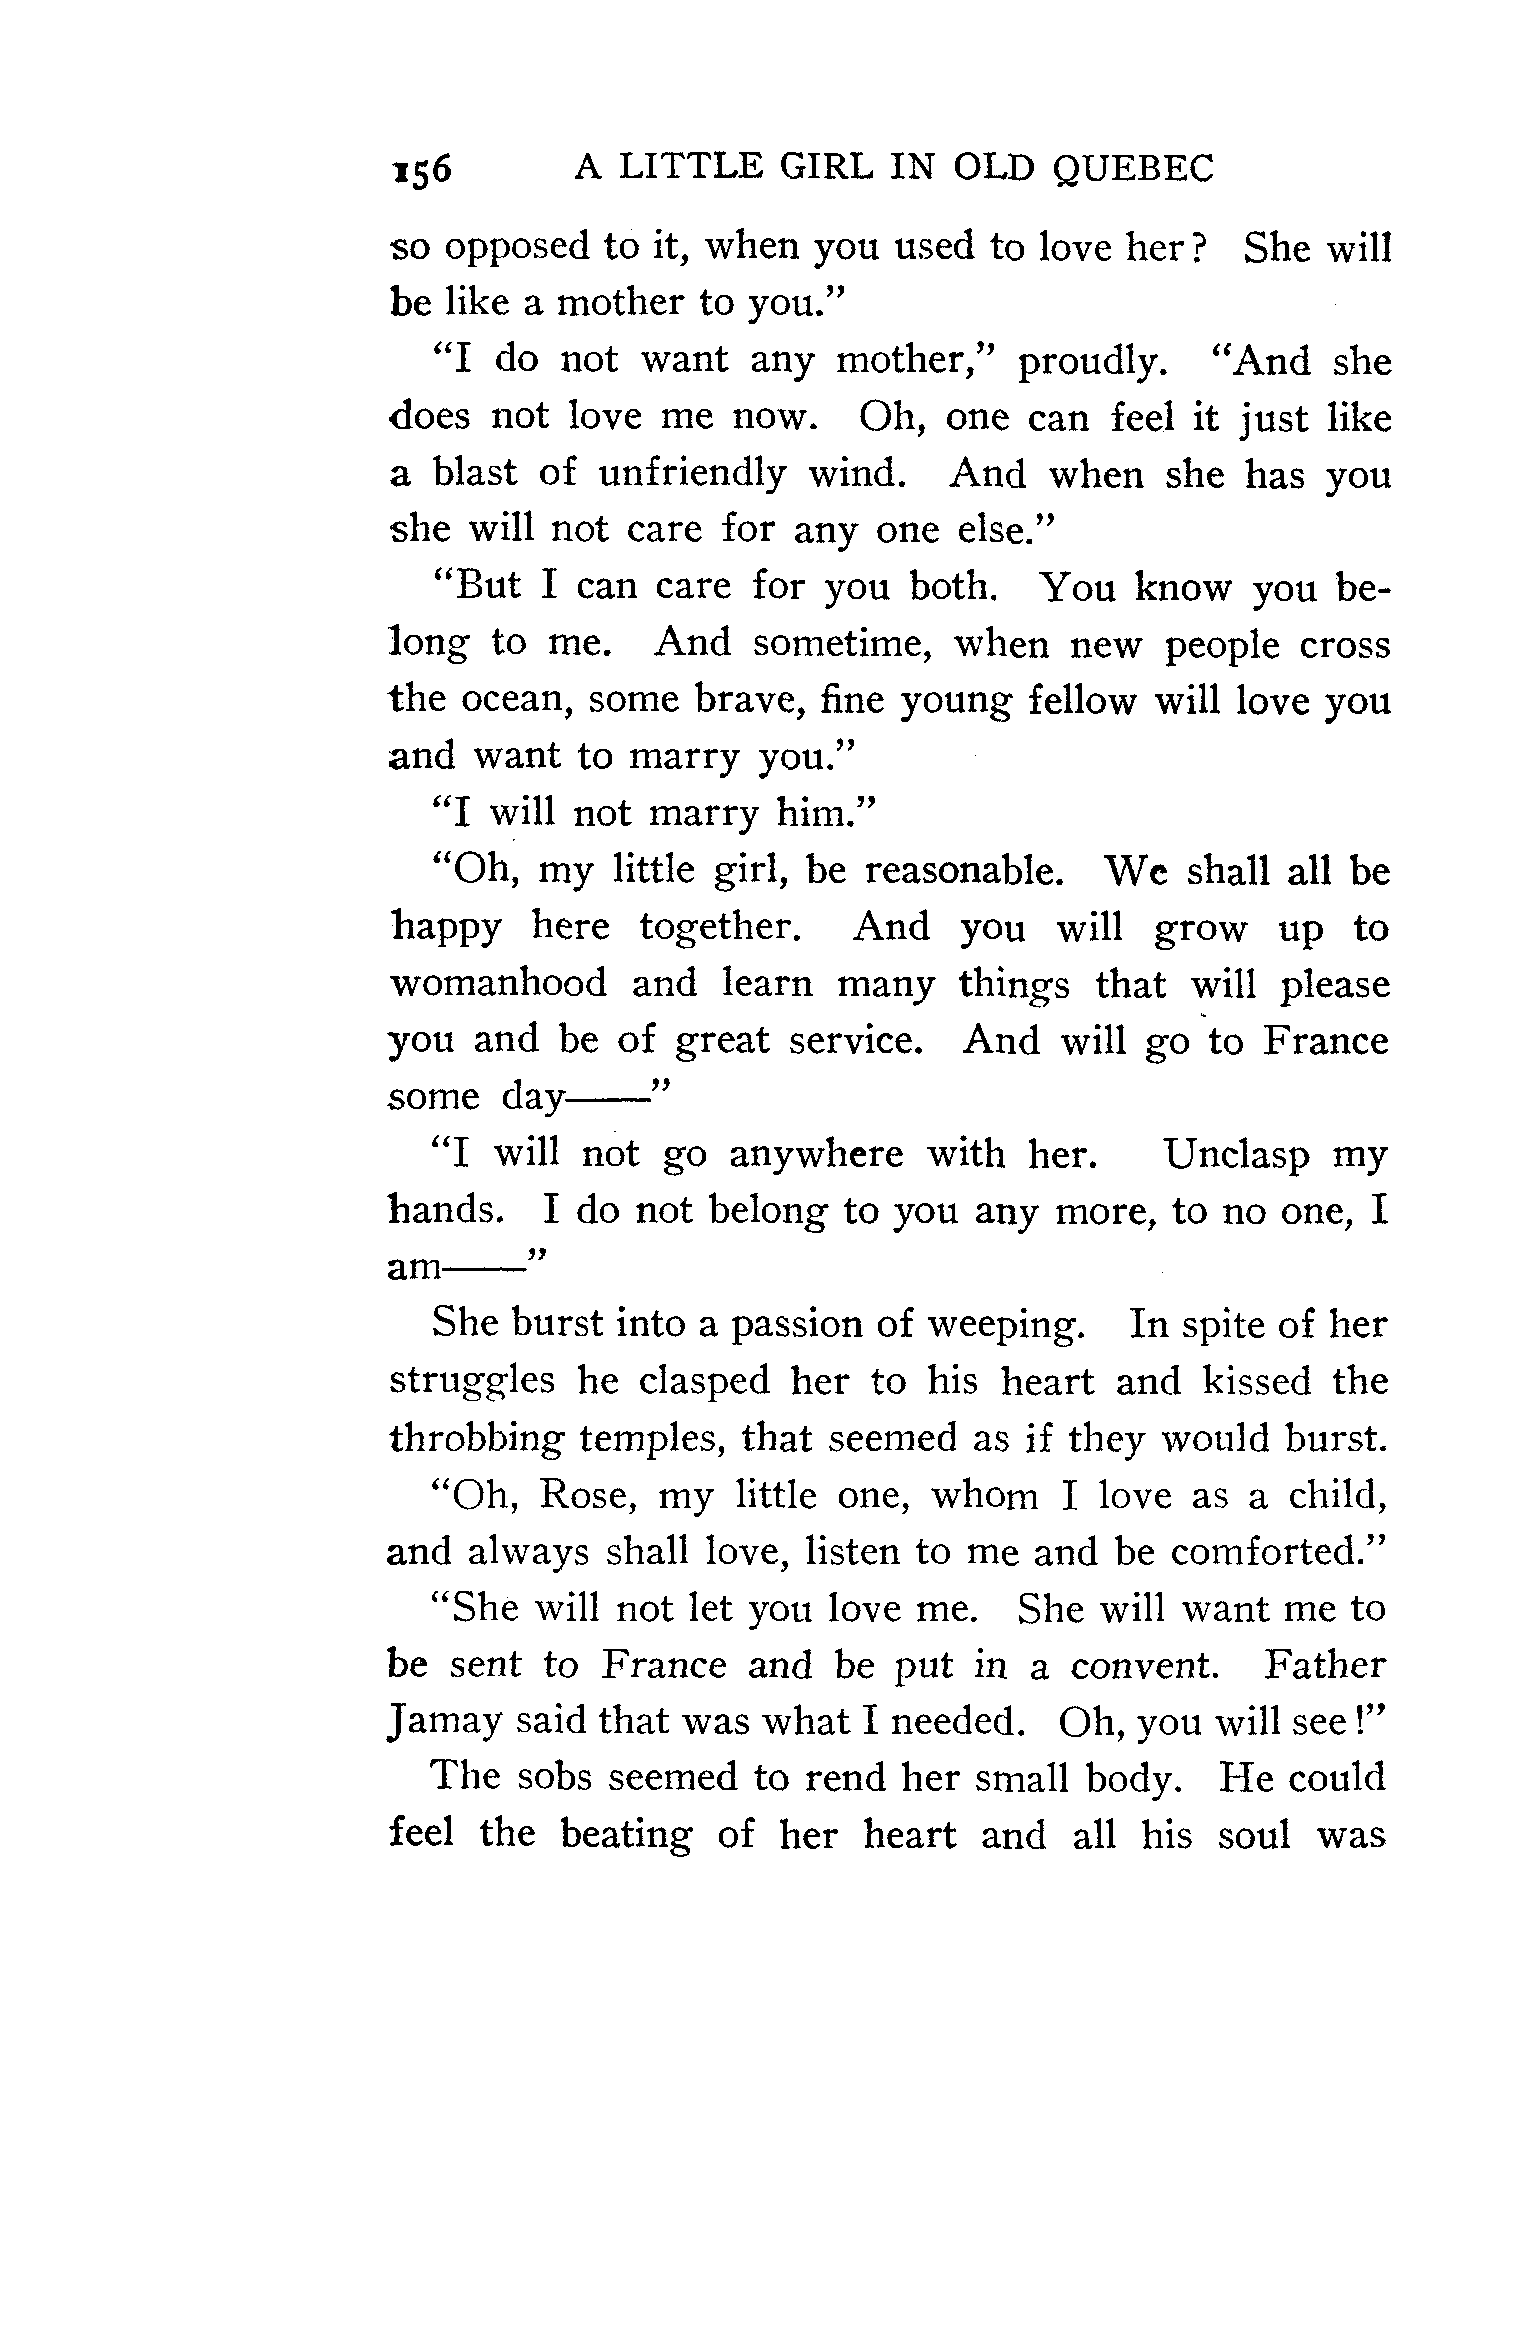 156 A LITTLE GIRL IN OLD QUEBEC
so opposed to it, when you used to love her? She will
be like a mother to you."
"I do not want any mother," proudly. "And she
does not love me now. Oh, one can feel it just like
a blast of unfriendly wind. And when she has you
she will not care for any one else."
"But I can care for you both. You know you be-
long to me. And sometime, when new people cross
the ocean, some brave, fine young fellow will love you
and want to marry you."
"I will not marry him."
"Oh, my little girl, be reasonable. We shall all be
happy here together. And you will grow up to
womanhood and learn many things that will please
you and be of great service. And will go to France
some day——"
"I will not go anywhere with her. Unclasp my
hands. I do not belong to you any more, to no one, I
am——"
She burst into a passion of weeping. In spite of her
struggles he clasped her to his heart and kissed the
throbbing temples, that seemed as if they would burst.
"Oh, Rose, my little one, whom I love as a child,
and always shall love, listen to me and be comforted."
"She will not let you love me. She will want me to
be sent to France and be put in a convent. Father
Jamay said that was what I needed. Oh, you will see!"
The sobs seemed to rend her small body. He could
feel the beating of her heart and all his soul was